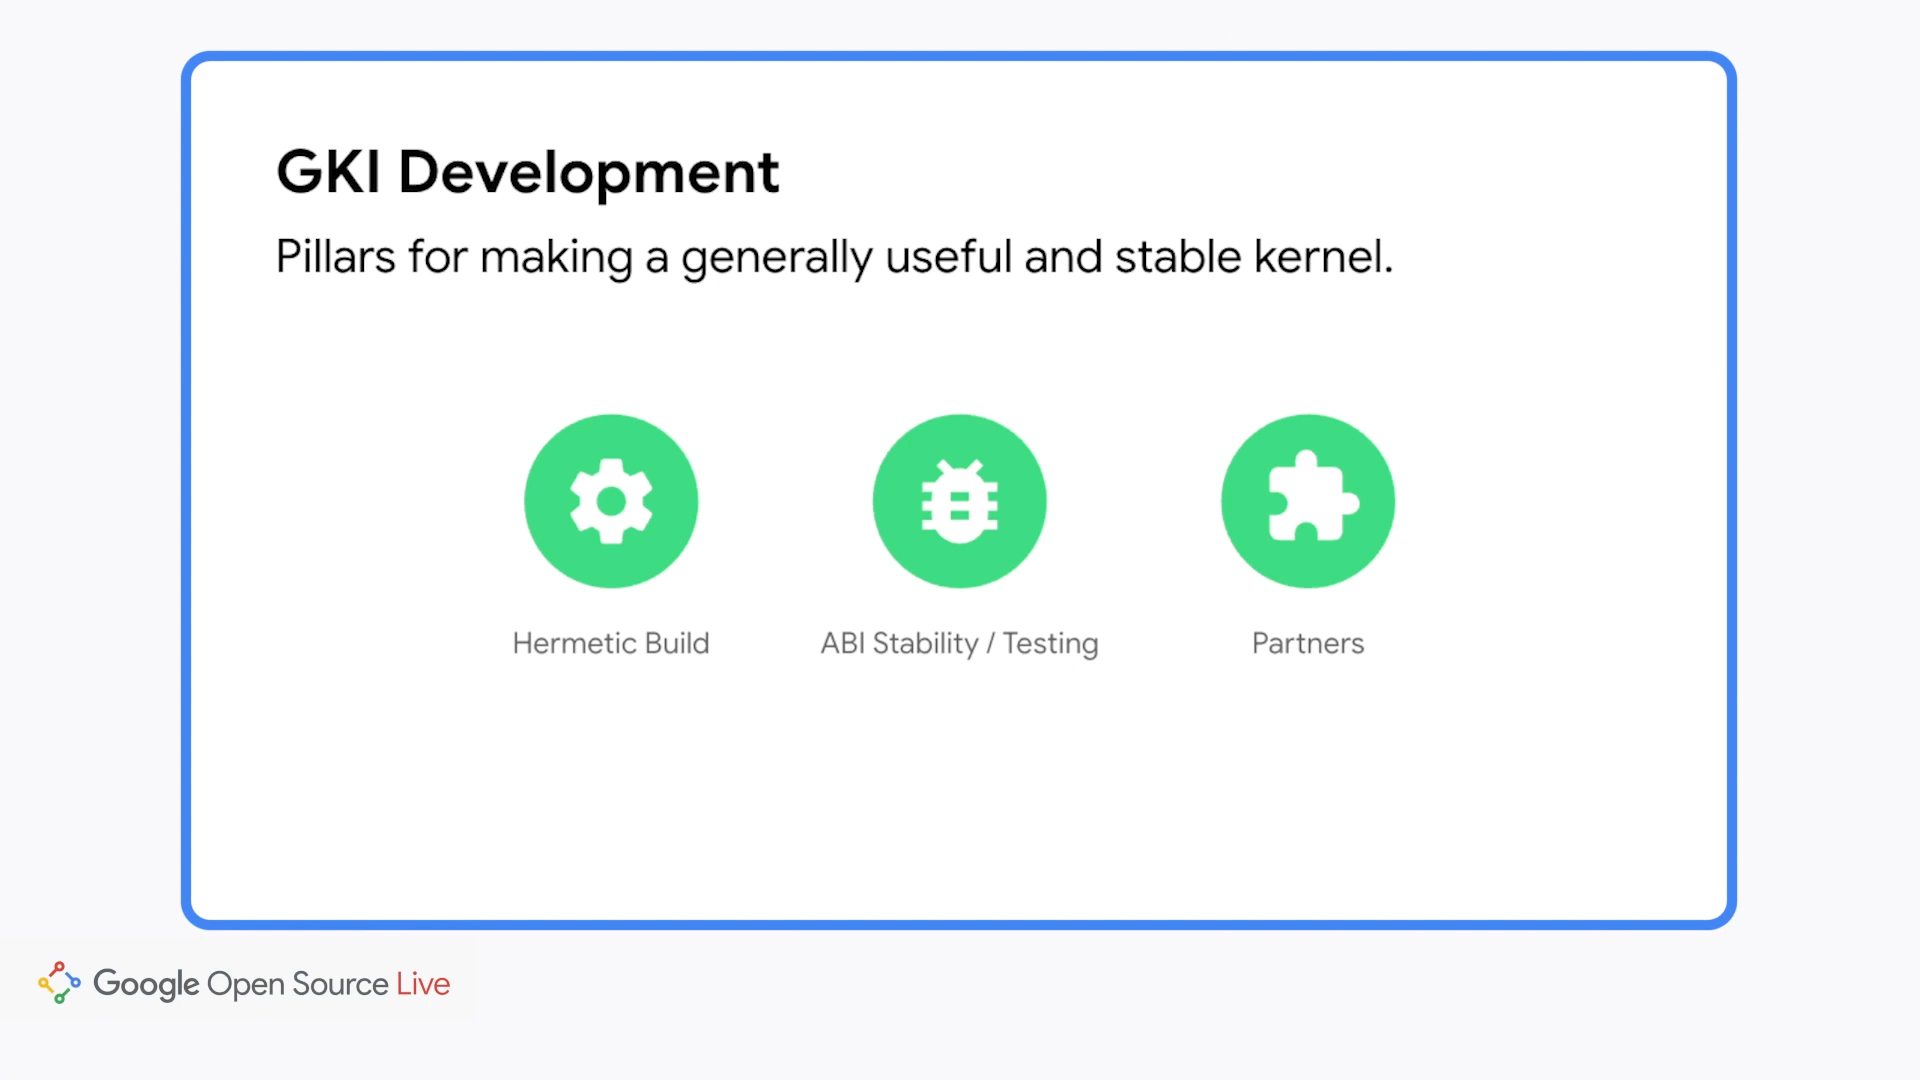 GKI Development
Pillars for making a generally useful and stable kernel.
Hermetic Build
ABI Stability / Testing
Partners
Google Open Source Live